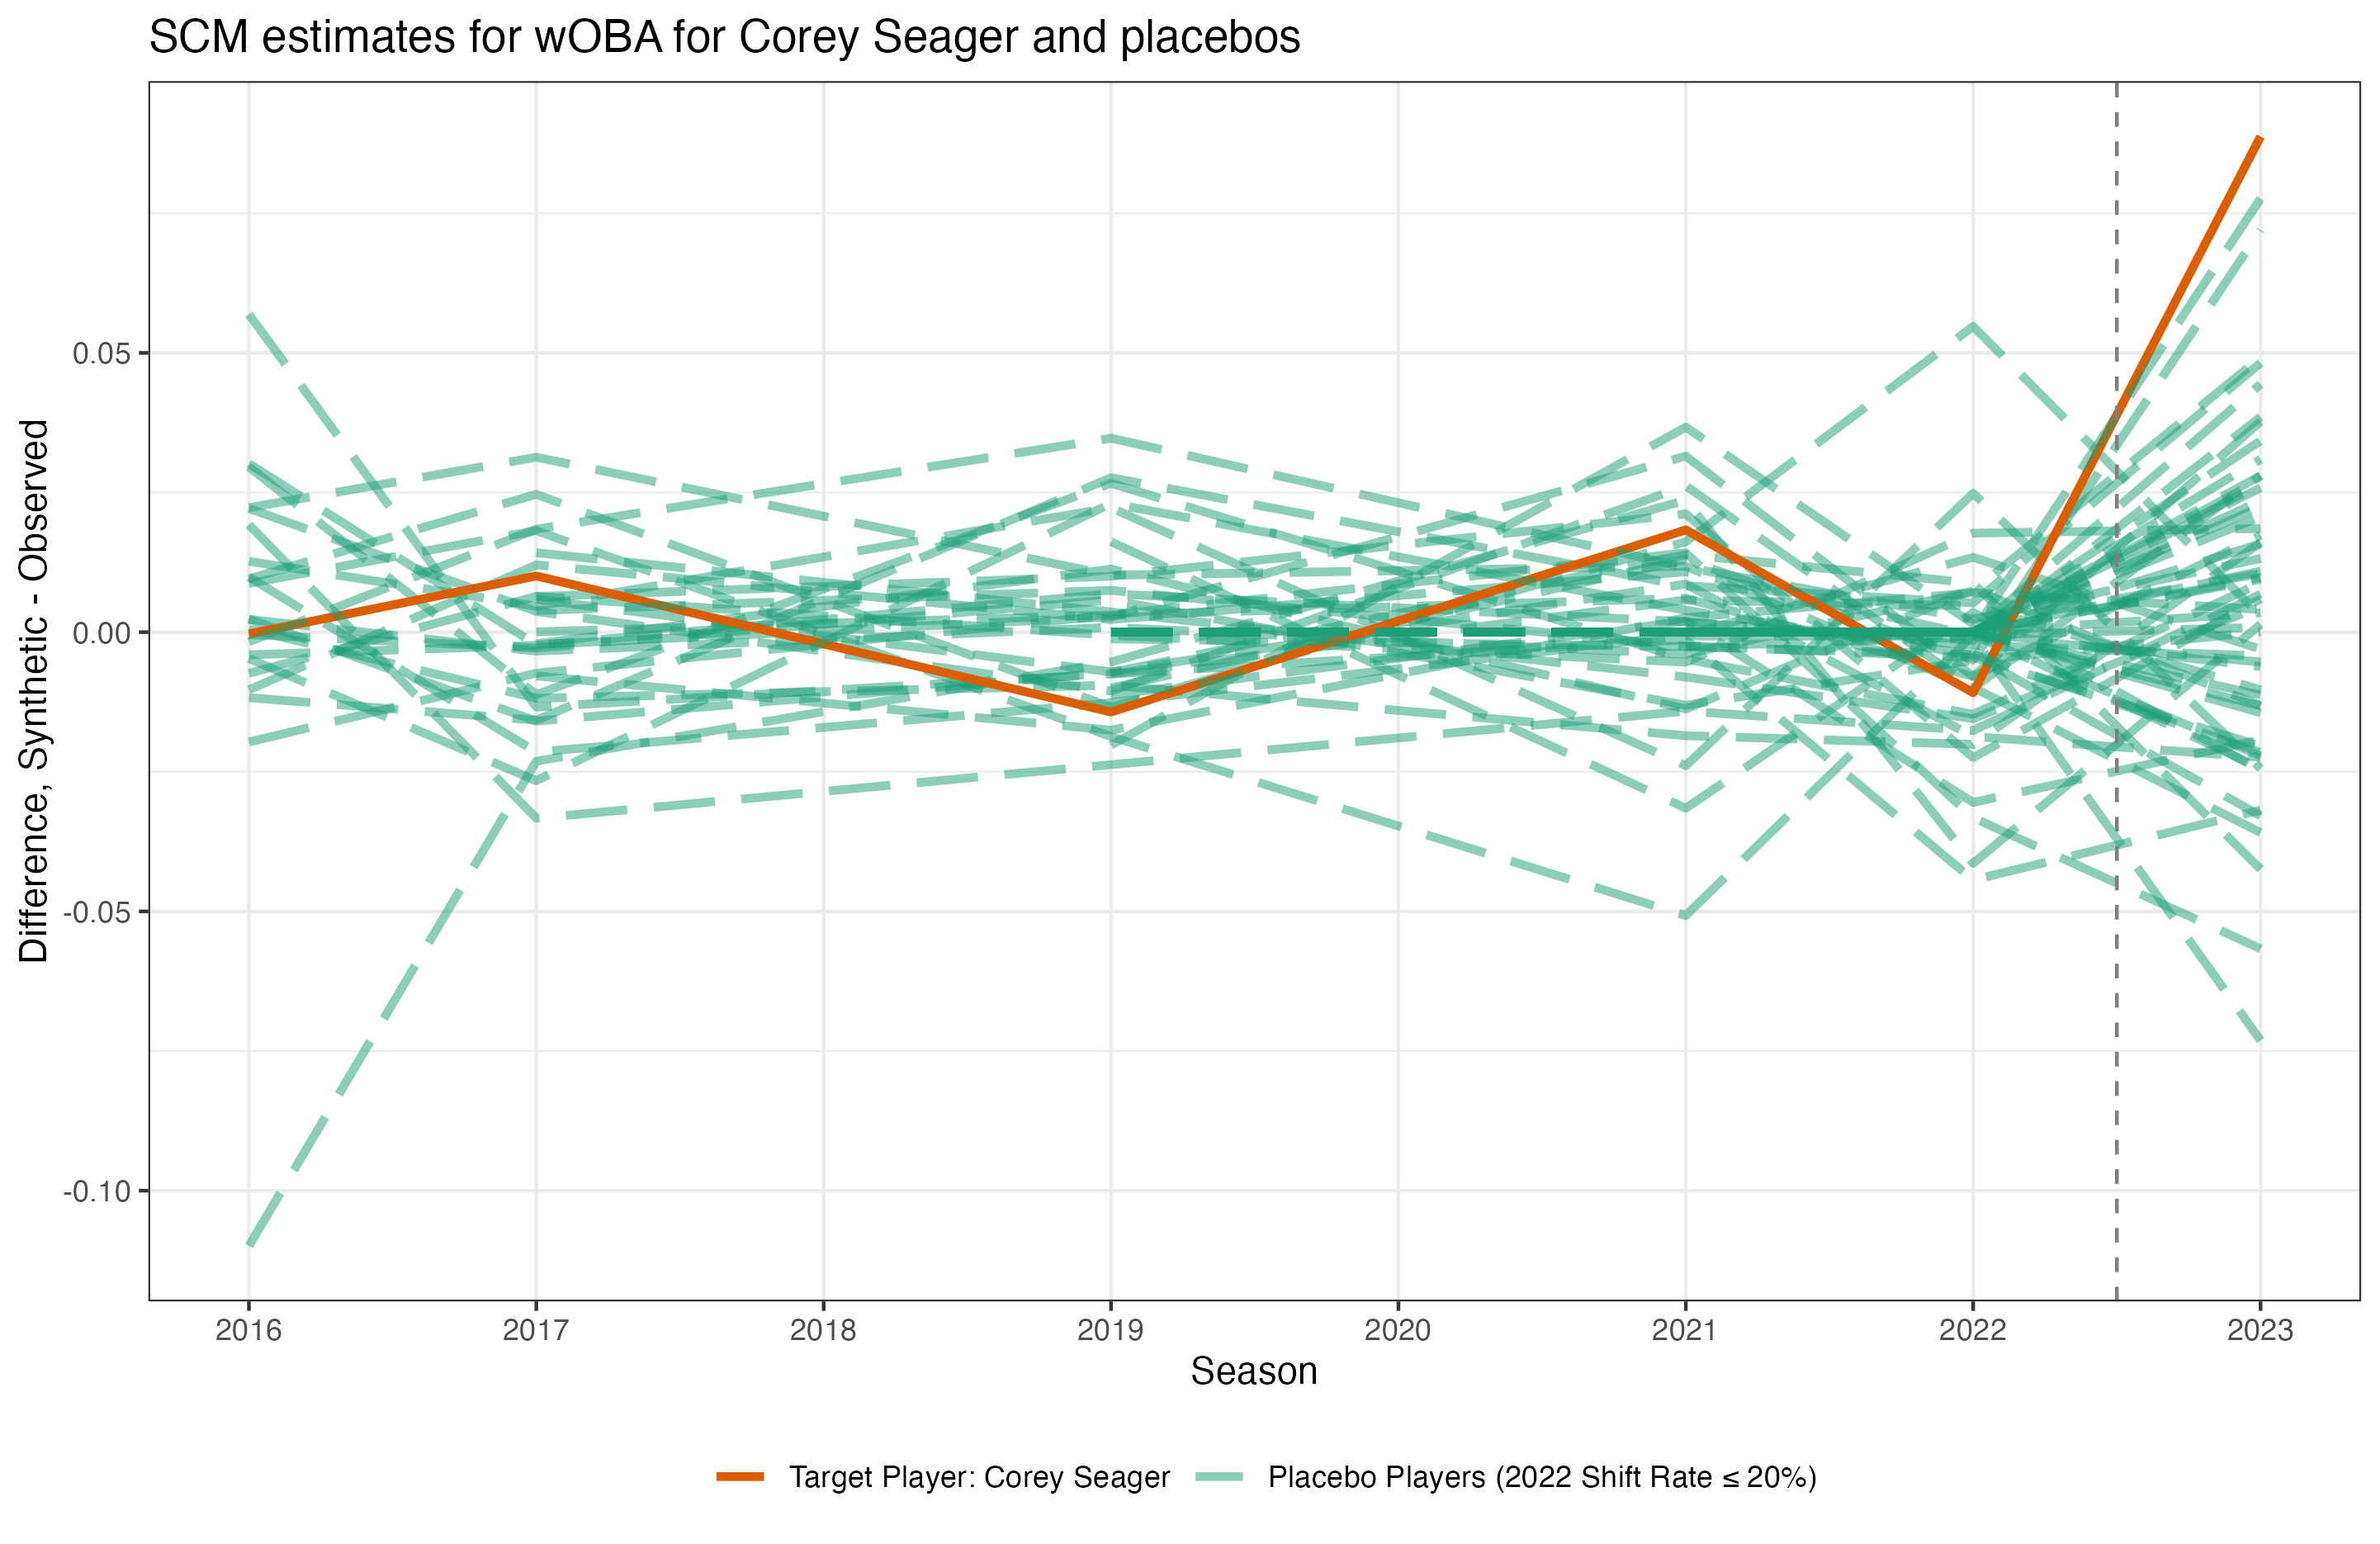 SCM estimates for wOBA for Corey Seager and placebos
Difference, Synthetic - Observed
0.05
0.00
-0.05
-0.10
2016 2017 2018 2019 2020 2021 2022 2023
Season
Target Player: Corey Seager Placebo Players (2022 Shift Rate ≤ 20%)